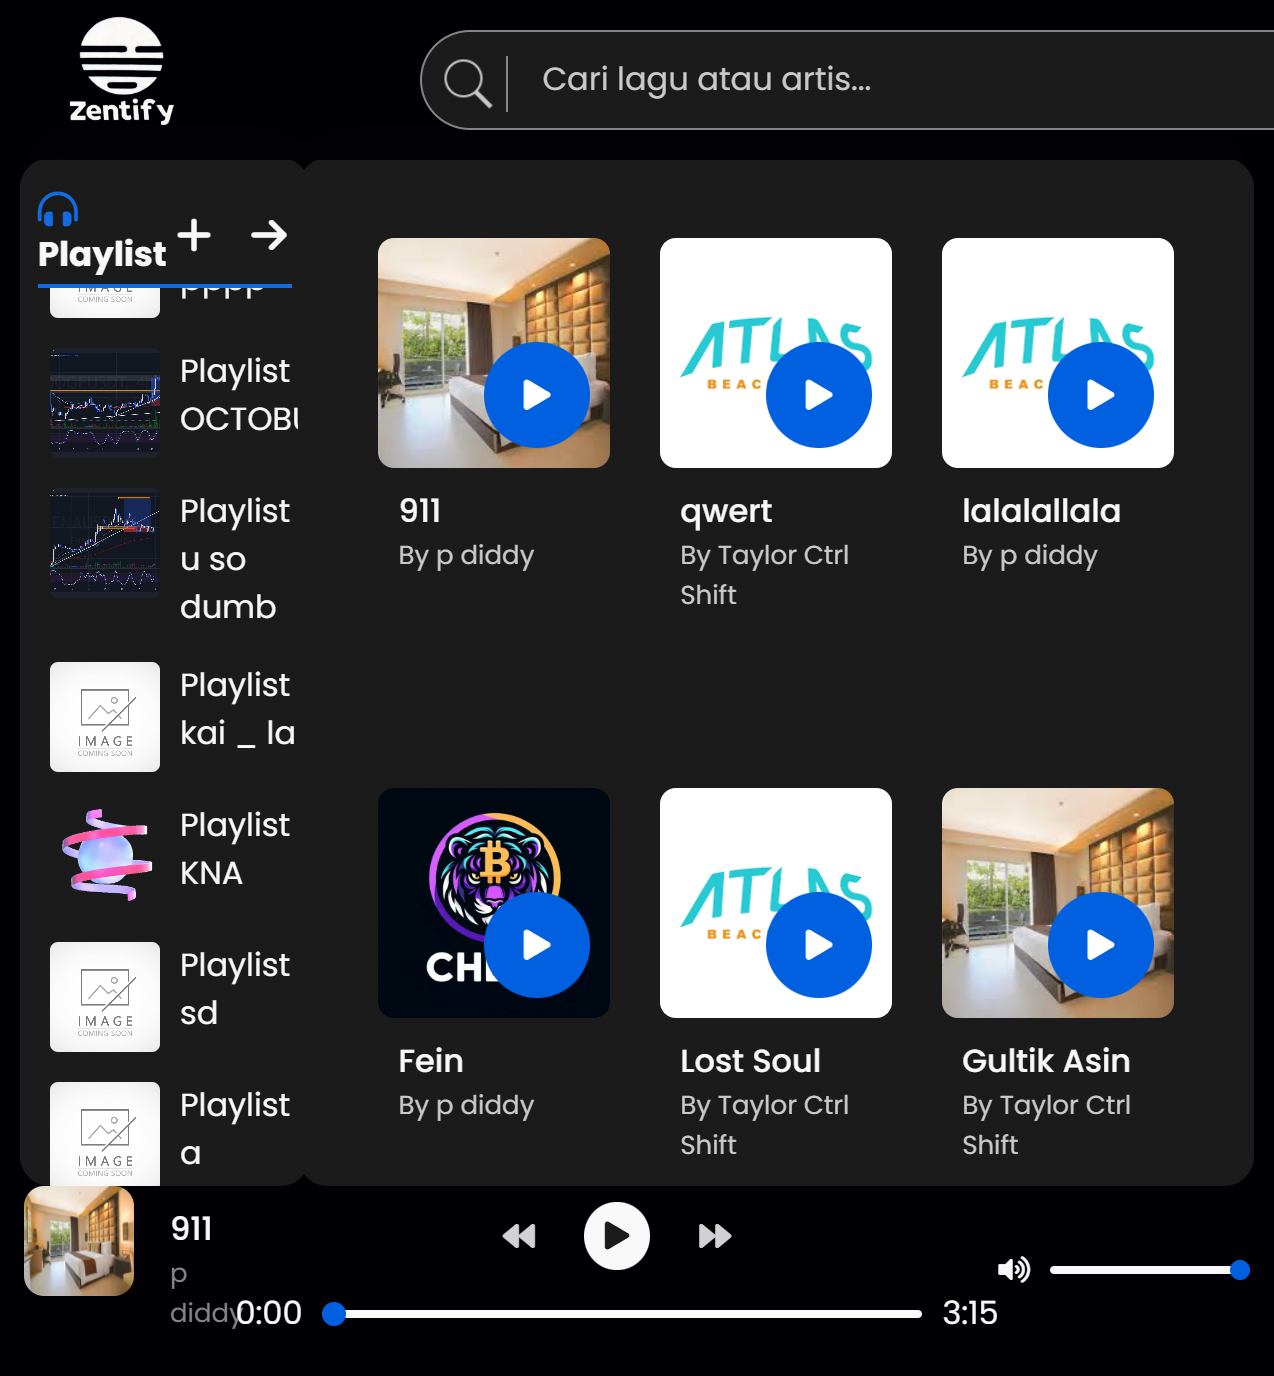 Zentify
Cari lagu atau artis...
Playlist
pppp
IMAGE
COMING SOON
Playlist
OCTOBU
Playlist
u so
dumb
IMAGE
COMING SOON
Playlist
kai _ la
Playlist
KNA
IMAGE
COMING SOON
Playlist
sd
IMAGE
COMING SOON
Playlist
a
911
By p diddy
ATLAS
BEAC
qwert
By Taylor Ctrl
Shift
ATLAS
BEAC
lalalallala
By p diddy
Fein
By p diddy
ATLAS
BEAC
Lost Soul
By Taylor Ctrl
Shift
Gultik Asin
By Taylor Ctrl
Shift
911
p
diddy
0:00
3:15